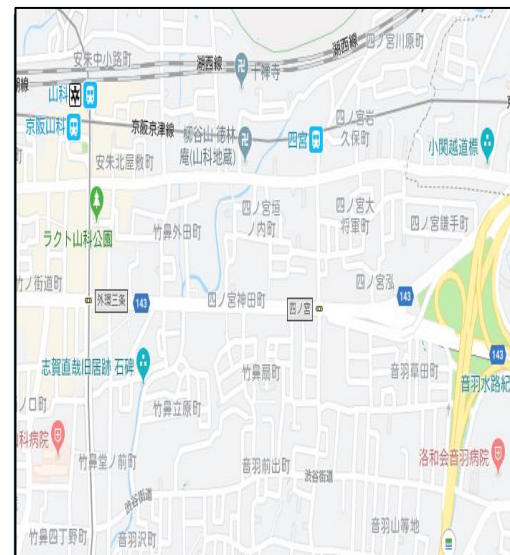 安朱中小路町
湖西線
湖西線
四ノ宮川原町
湖線
十禅寺
山科
京阪山科
京阪京津線
柳谷山 徳林
庵(山科地蔵)
四宮
四ノ宮岩
久保町
小関越道標
安朱北屋敷町
ラクト山科公園
竹鼻外田町
四ノ宮垣
ノ内町
四ノ宮大
将軍町
四ノ宮鎌手町
竹ノ街道町
外環三条
143
四ノ宮神田町
四ノ宮
四ノ宮泓
143
143
志賀直哉旧居跡 石碑
竹鼻扇町
音羽草田町
音羽水路紀
ノ口町
竹鼻立原町
科病院
竹鼻堂ノ前町
音羽前出町
渋谷街道
洛和会音羽病院
渋谷街道
竹鼻四丁野町
音羽沢町
音羽山等地